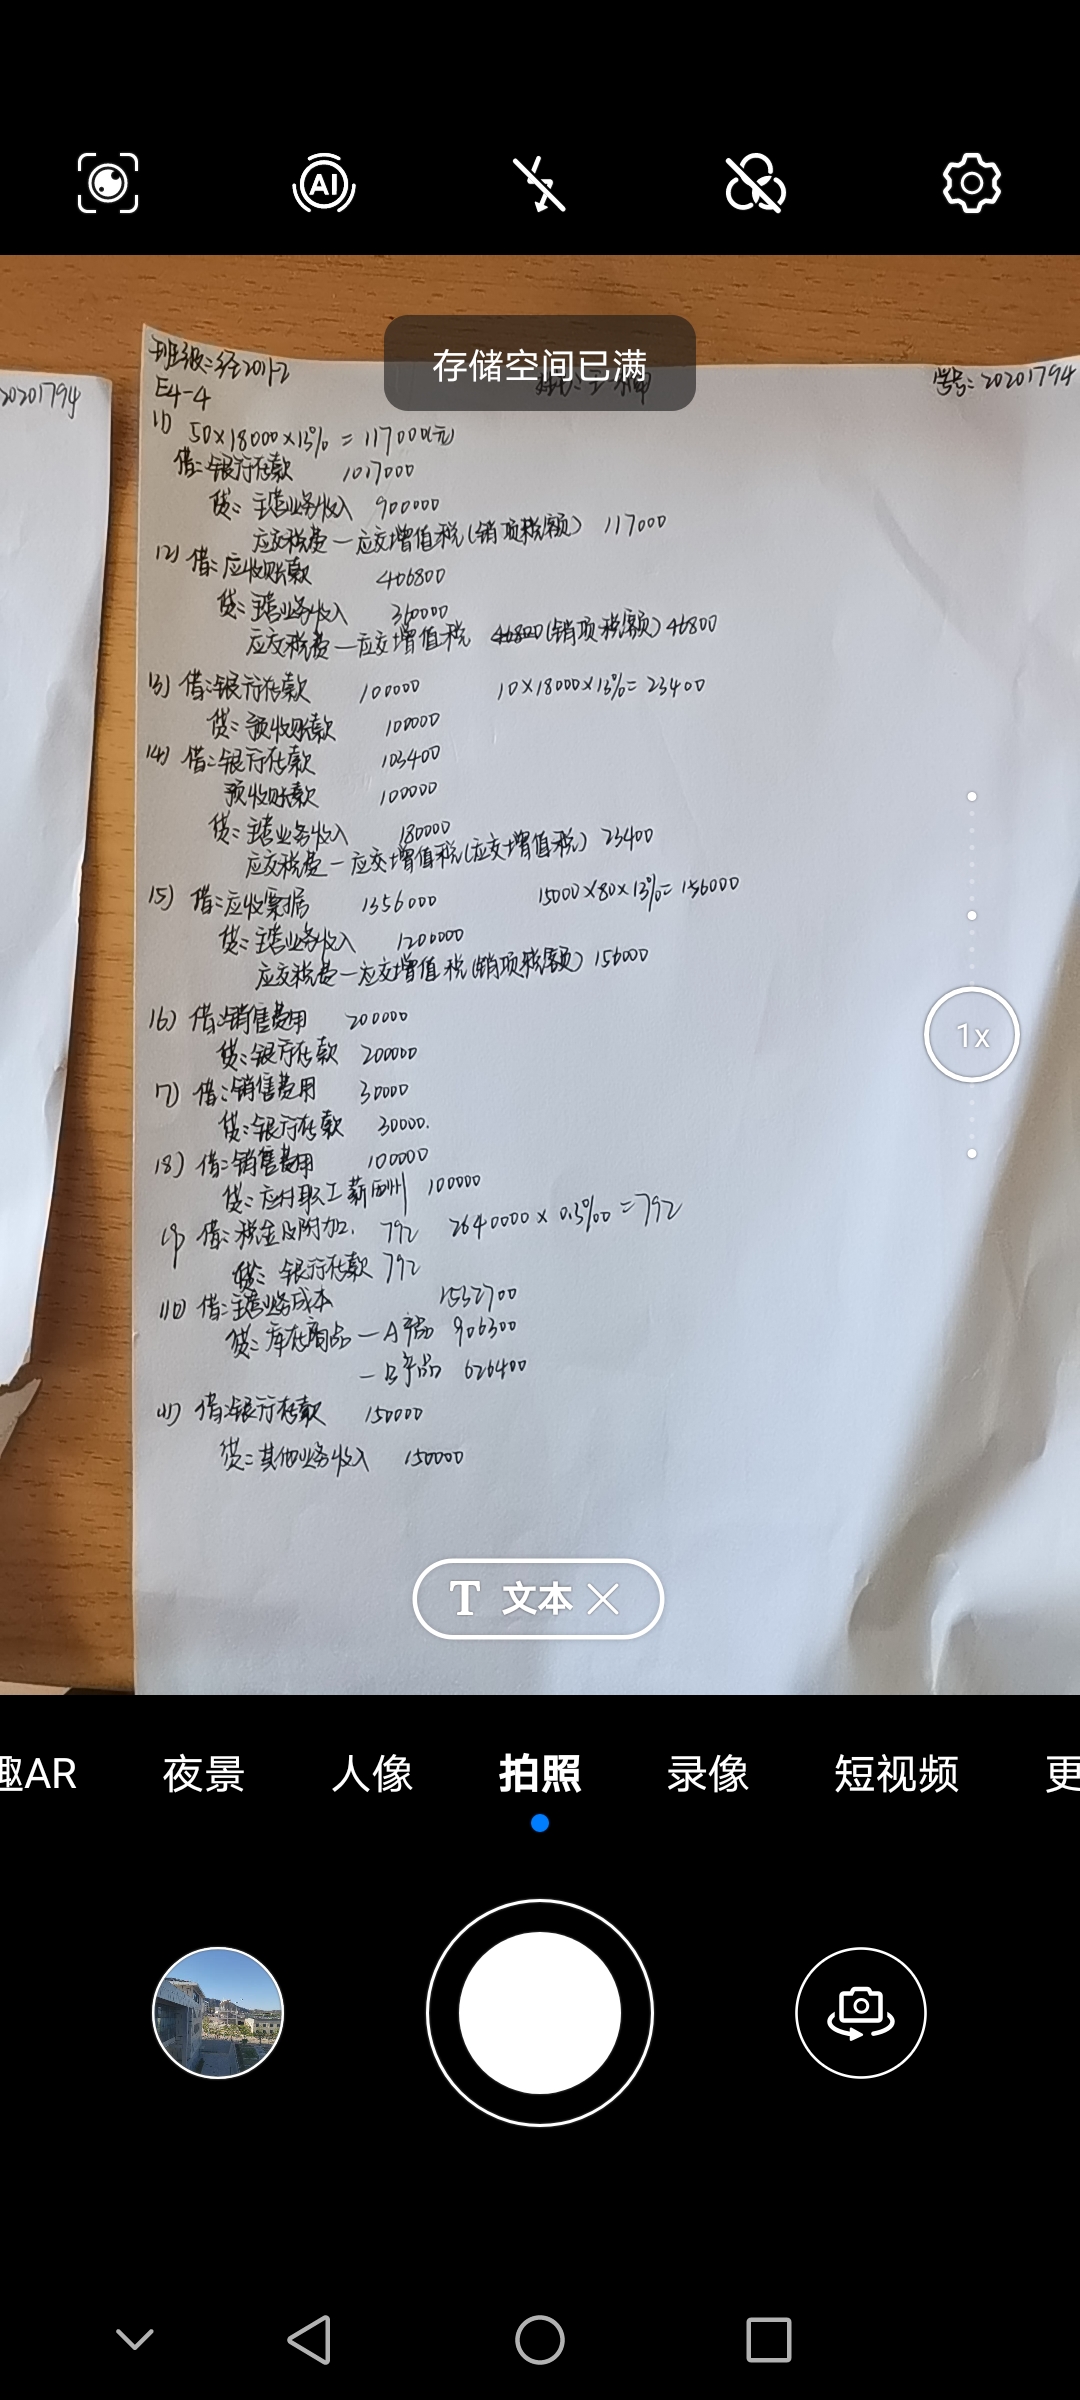 存储空间已满
20201794
班级:经201-2
学号:20201794
E4-4
(1) 50×18000×13% = 117000(元)
借:银行存款 1017000
贷:主营业务收入 900000
应交税费—应交增值税(销项税额) 117000
(2) 借:应收账款 406800
贷:主营业务收入 360000
应交税费—应交增值税 (销项税额) 46800
(3) 借:银行存款 100000 10×18000×13%=23400
贷:预收账款 100000
(4) 借:银行存款 103400
预收账款 100000
贷:主营业务收入 180000
应交税费—应交增值税(应交增值税) 23400
(5) 借:应收票据 1356000 15000×80×13%=156000
贷:主营业务收入 1200000
应交税费—应交增值税(销项税额) 156000
(6) 借:销售费用 200000
贷:银行存款 200000
(7) 借:销售费用 30000
贷:银行存款 30000.
(8) 借:销售费用 100000
贷:应付职工薪酬 100000
(9) 借:税金及附加 792 2640000×0.3‰=792
贷:银行存款 792
(10) 借:主营业务成本 1532700
贷:库存商品—A产品 906300
—B产品 626400
(11) 借:银行存款 150000
贷:其他业务收入 150000
1x
T 文本
趣AR 夜景 人像 拍照 录像 短视频 更